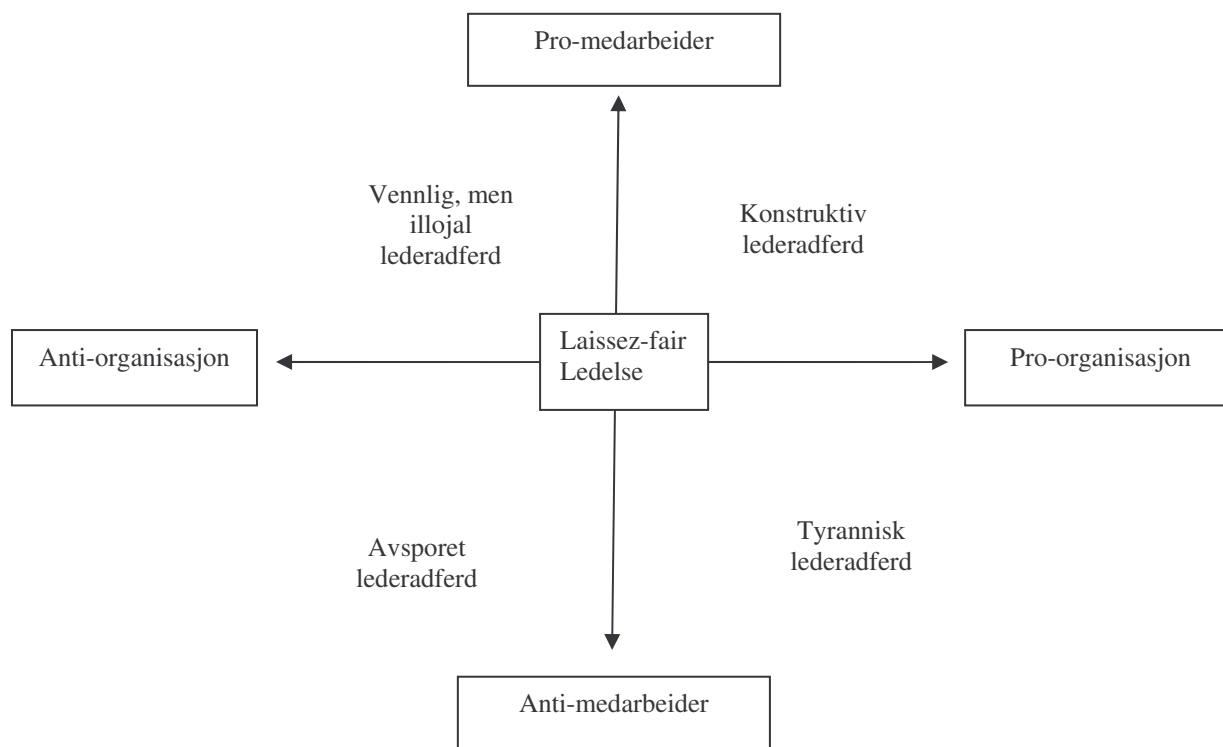 Pro-medarbeider
Vennlig, men
illojal
lederadferd
Konstruktiv
lederadferd
Anti-organisasjon
Laissez-fair
Ledelse
Pro-organisasjon
Avsporet
lederadferd
Tyrannisk
lederadferd
Anti-medarbeider